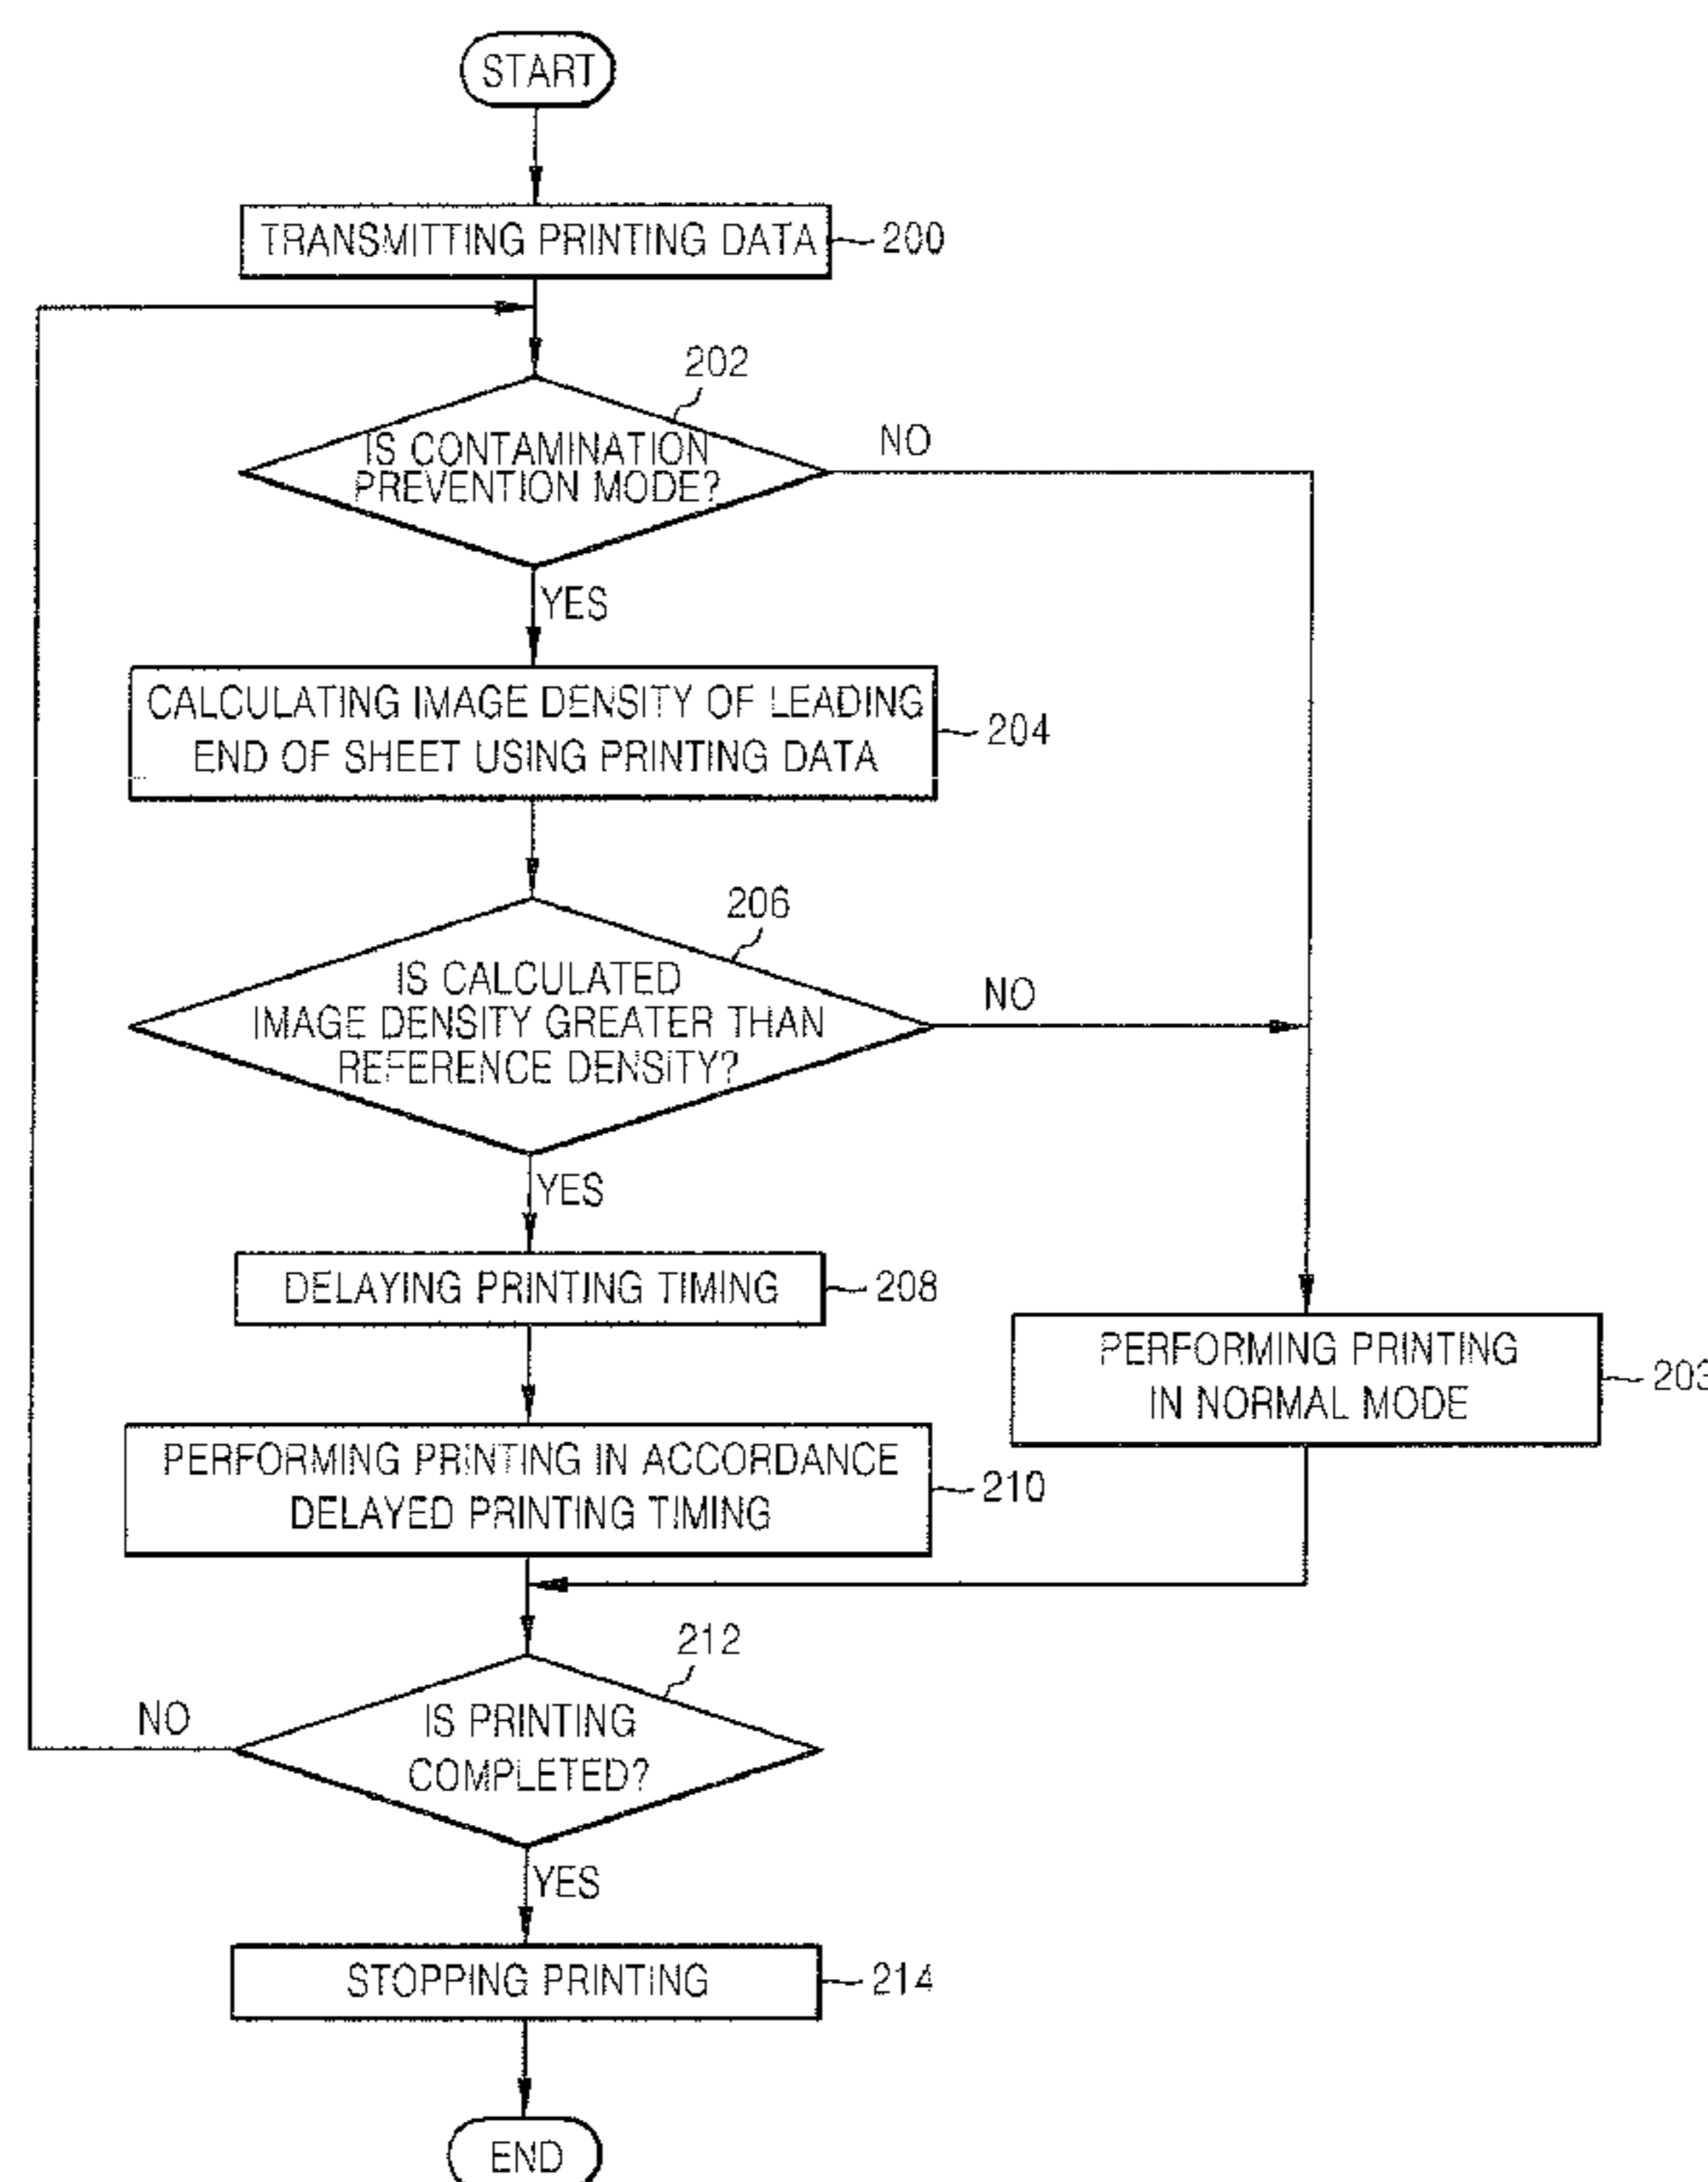 START
TRANSMITTING PRINTING DATA
200
202
IS CONTAMINATION
PREVENTION MODE?
NO
YES
CALCULATING IMAGE DENSITY OF LEADING
END OF SHEET USING PRINTING DATA
204
206
IS CALCULATED
IMAGE DENSITY GREATER THAN
REFERENCE DENSITY?
NO
YES
DELAYING PRINTING TIMING
208
PERFORMING PRINTING
IN NORMAL MODE
203
PERFORMING PRINTING IN ACCORDANCE
DELAYED PRINTING TIMING
210
212
IS PRINTING
COMPLETED?
NO
YES
STOPPING PRINTING
214
END